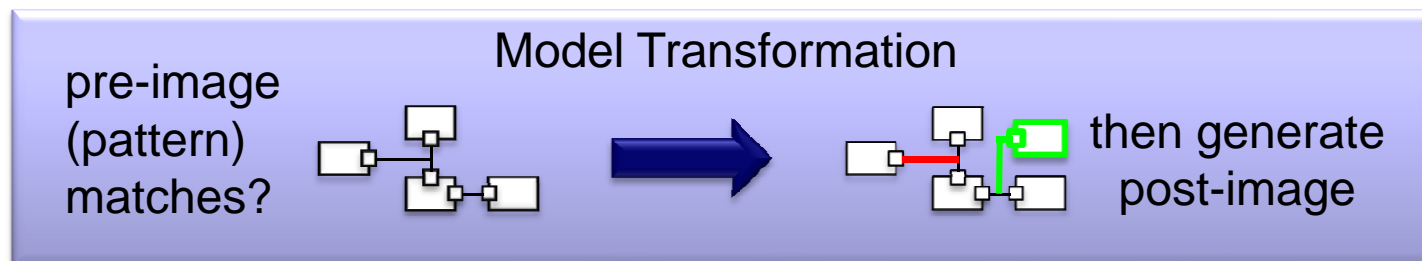 Model Transformation
pre-image
(pattern)
matches?
then generate
post-image